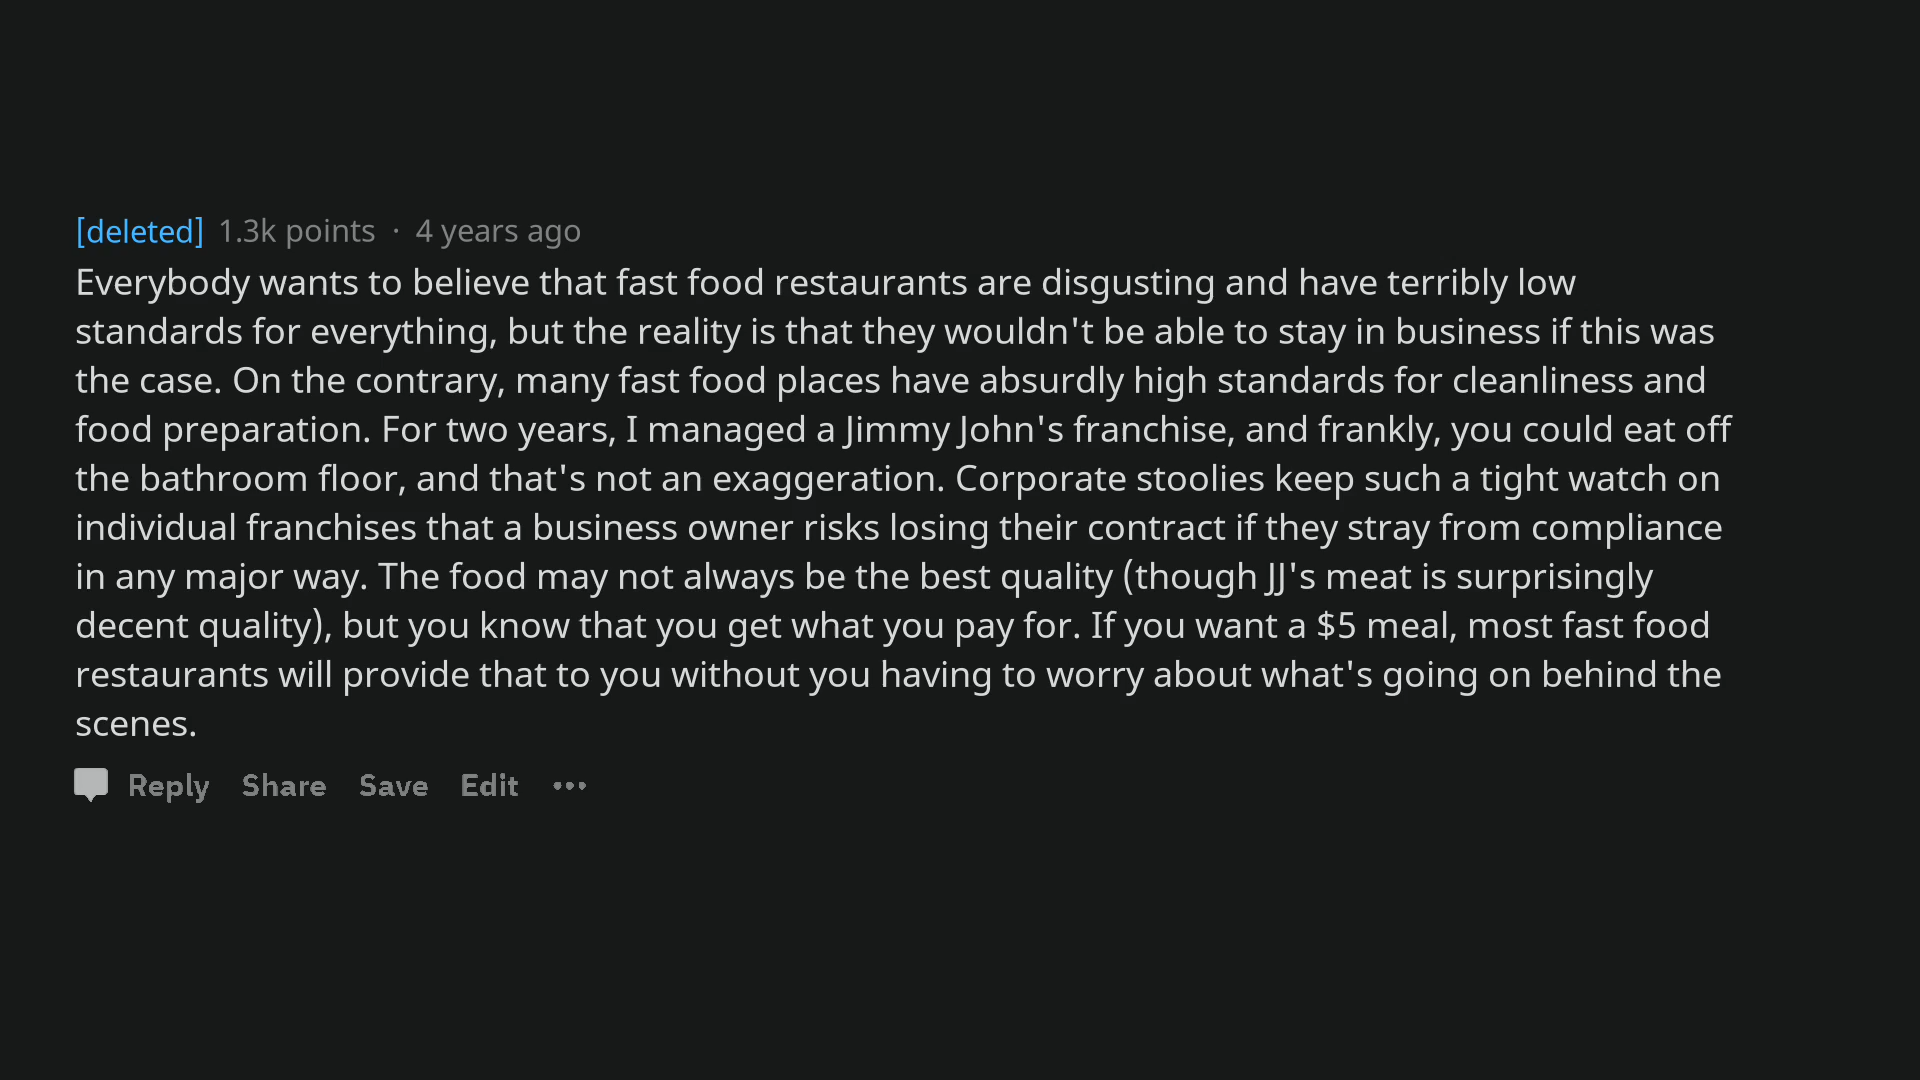 [deleted] 1.3k points · 4 years ago
Everybody wants to believe that fast food restaurants are disgusting and have terribly low
standards for everything, but the reality is that they wouldn't be able to stay in business if this was
the case. On the contrary, many fast food places have absurdly high standards for cleanliness and
food preparation. For two years, I managed a Jimmy John's franchise, and frankly, you could eat off
the bathroom floor, and that's not an exaggeration. Corporate stoolies keep such a tight watch on
individual franchises that a business owner risks losing their contract if they stray from compliance
in any major way. The food may not always be the best quality (though JJ's meat is surprisingly
decent quality), but you know that you get what you pay for. If you want a $5 meal, most fast food
restaurants will provide that to you without you having to worry about what's going on behind the
scenes.
Reply Share Save Edit •••